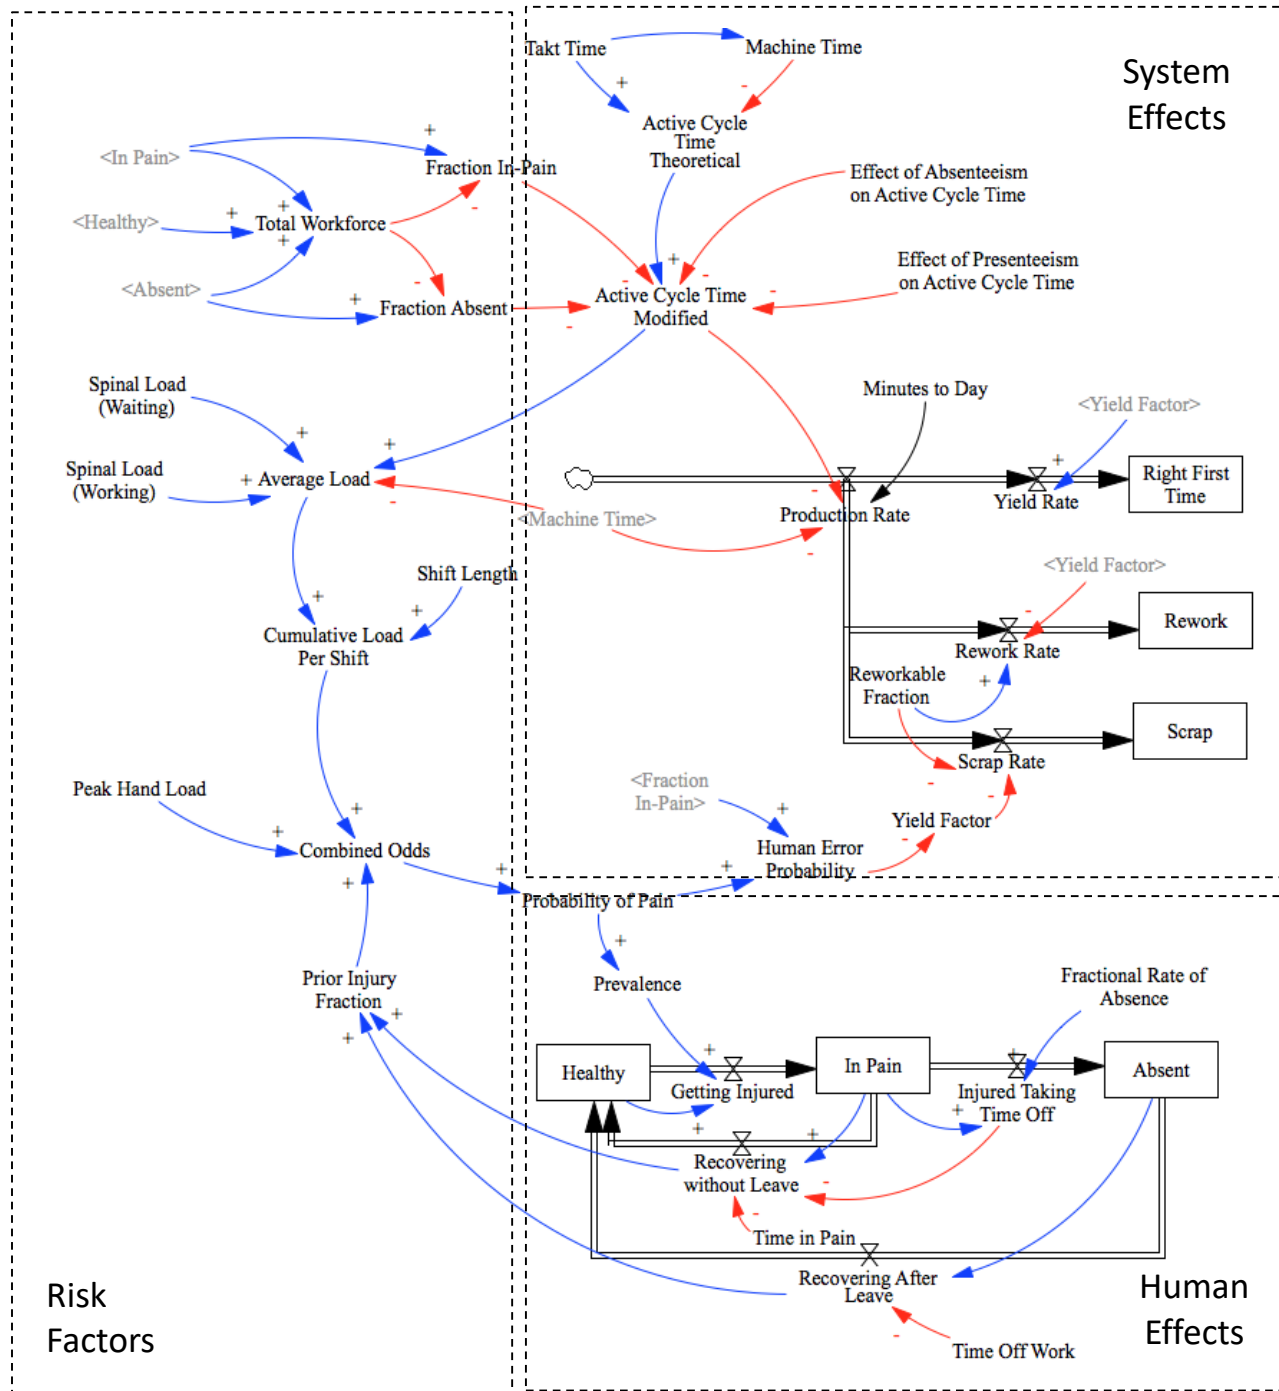 Takt Time
Machine Time
System
Effects
+
-
Active Cycle
Time
Theoretical
<In Pain>
+
Fraction In-Pain
-
Effect of Absenteeism
on Active Cycle Time
<Healthy>
+
+
+
Total Workforce
<Absent>
+
-
Fraction Absent
-
-
+
-
-
Active Cycle Time
Modified
Effect of Presenteeism
on Active Cycle Time
Spinal Load
(Waiting)
+
+
Minutes to Day
<Yield Factor>
Spinal Load
(Working)
+
Average Load
-
<Machine Time>
-
-
Production Rate
+
Yield Rate
Right First
Time
Shift Length
+
+
Cumulative Load
Per Shift
<Yield Factor>
-
Rework Rate
Rework
Reworkable
Fraction
+
-
Scrap Rate
-
Scrap
Peak Hand Load
+
+
Combined Odds
+
<Fraction
In-Pain>
+
Human Error
Probability
+
-
Yield Factor
+
Probability of Pain
+
Prevalence
Prior Injury
Fraction
+
+
Fractional Rate of
Absence
Healthy
+
Getting Injured
In Pain
+
Injured Taking
Time Off
+
Absent
+
+
Recovering
without Leave
-
-
Time in Pain
Recovering After
Leave
-
Time Off Work
Risk
Factors
Human
Effects